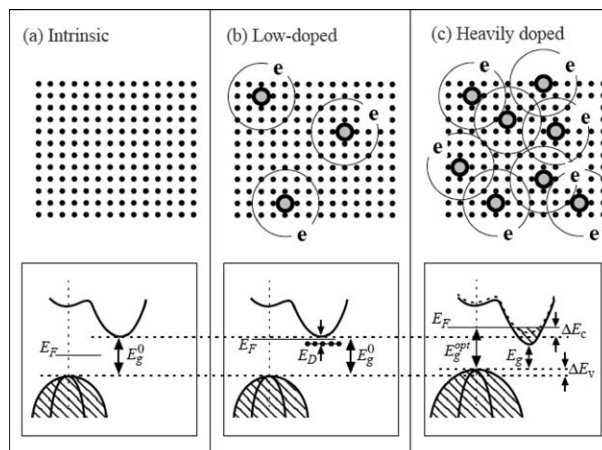 (a) Intrinsic
(b) Low-doped
(c) Heavily doped
e
e
e
e
e
e
e
e
e
e
e
E_F
E_g^0
E_F
E_D
E_g^0
E_F
E_g^opt
E_g
ΔE_c
ΔE_v